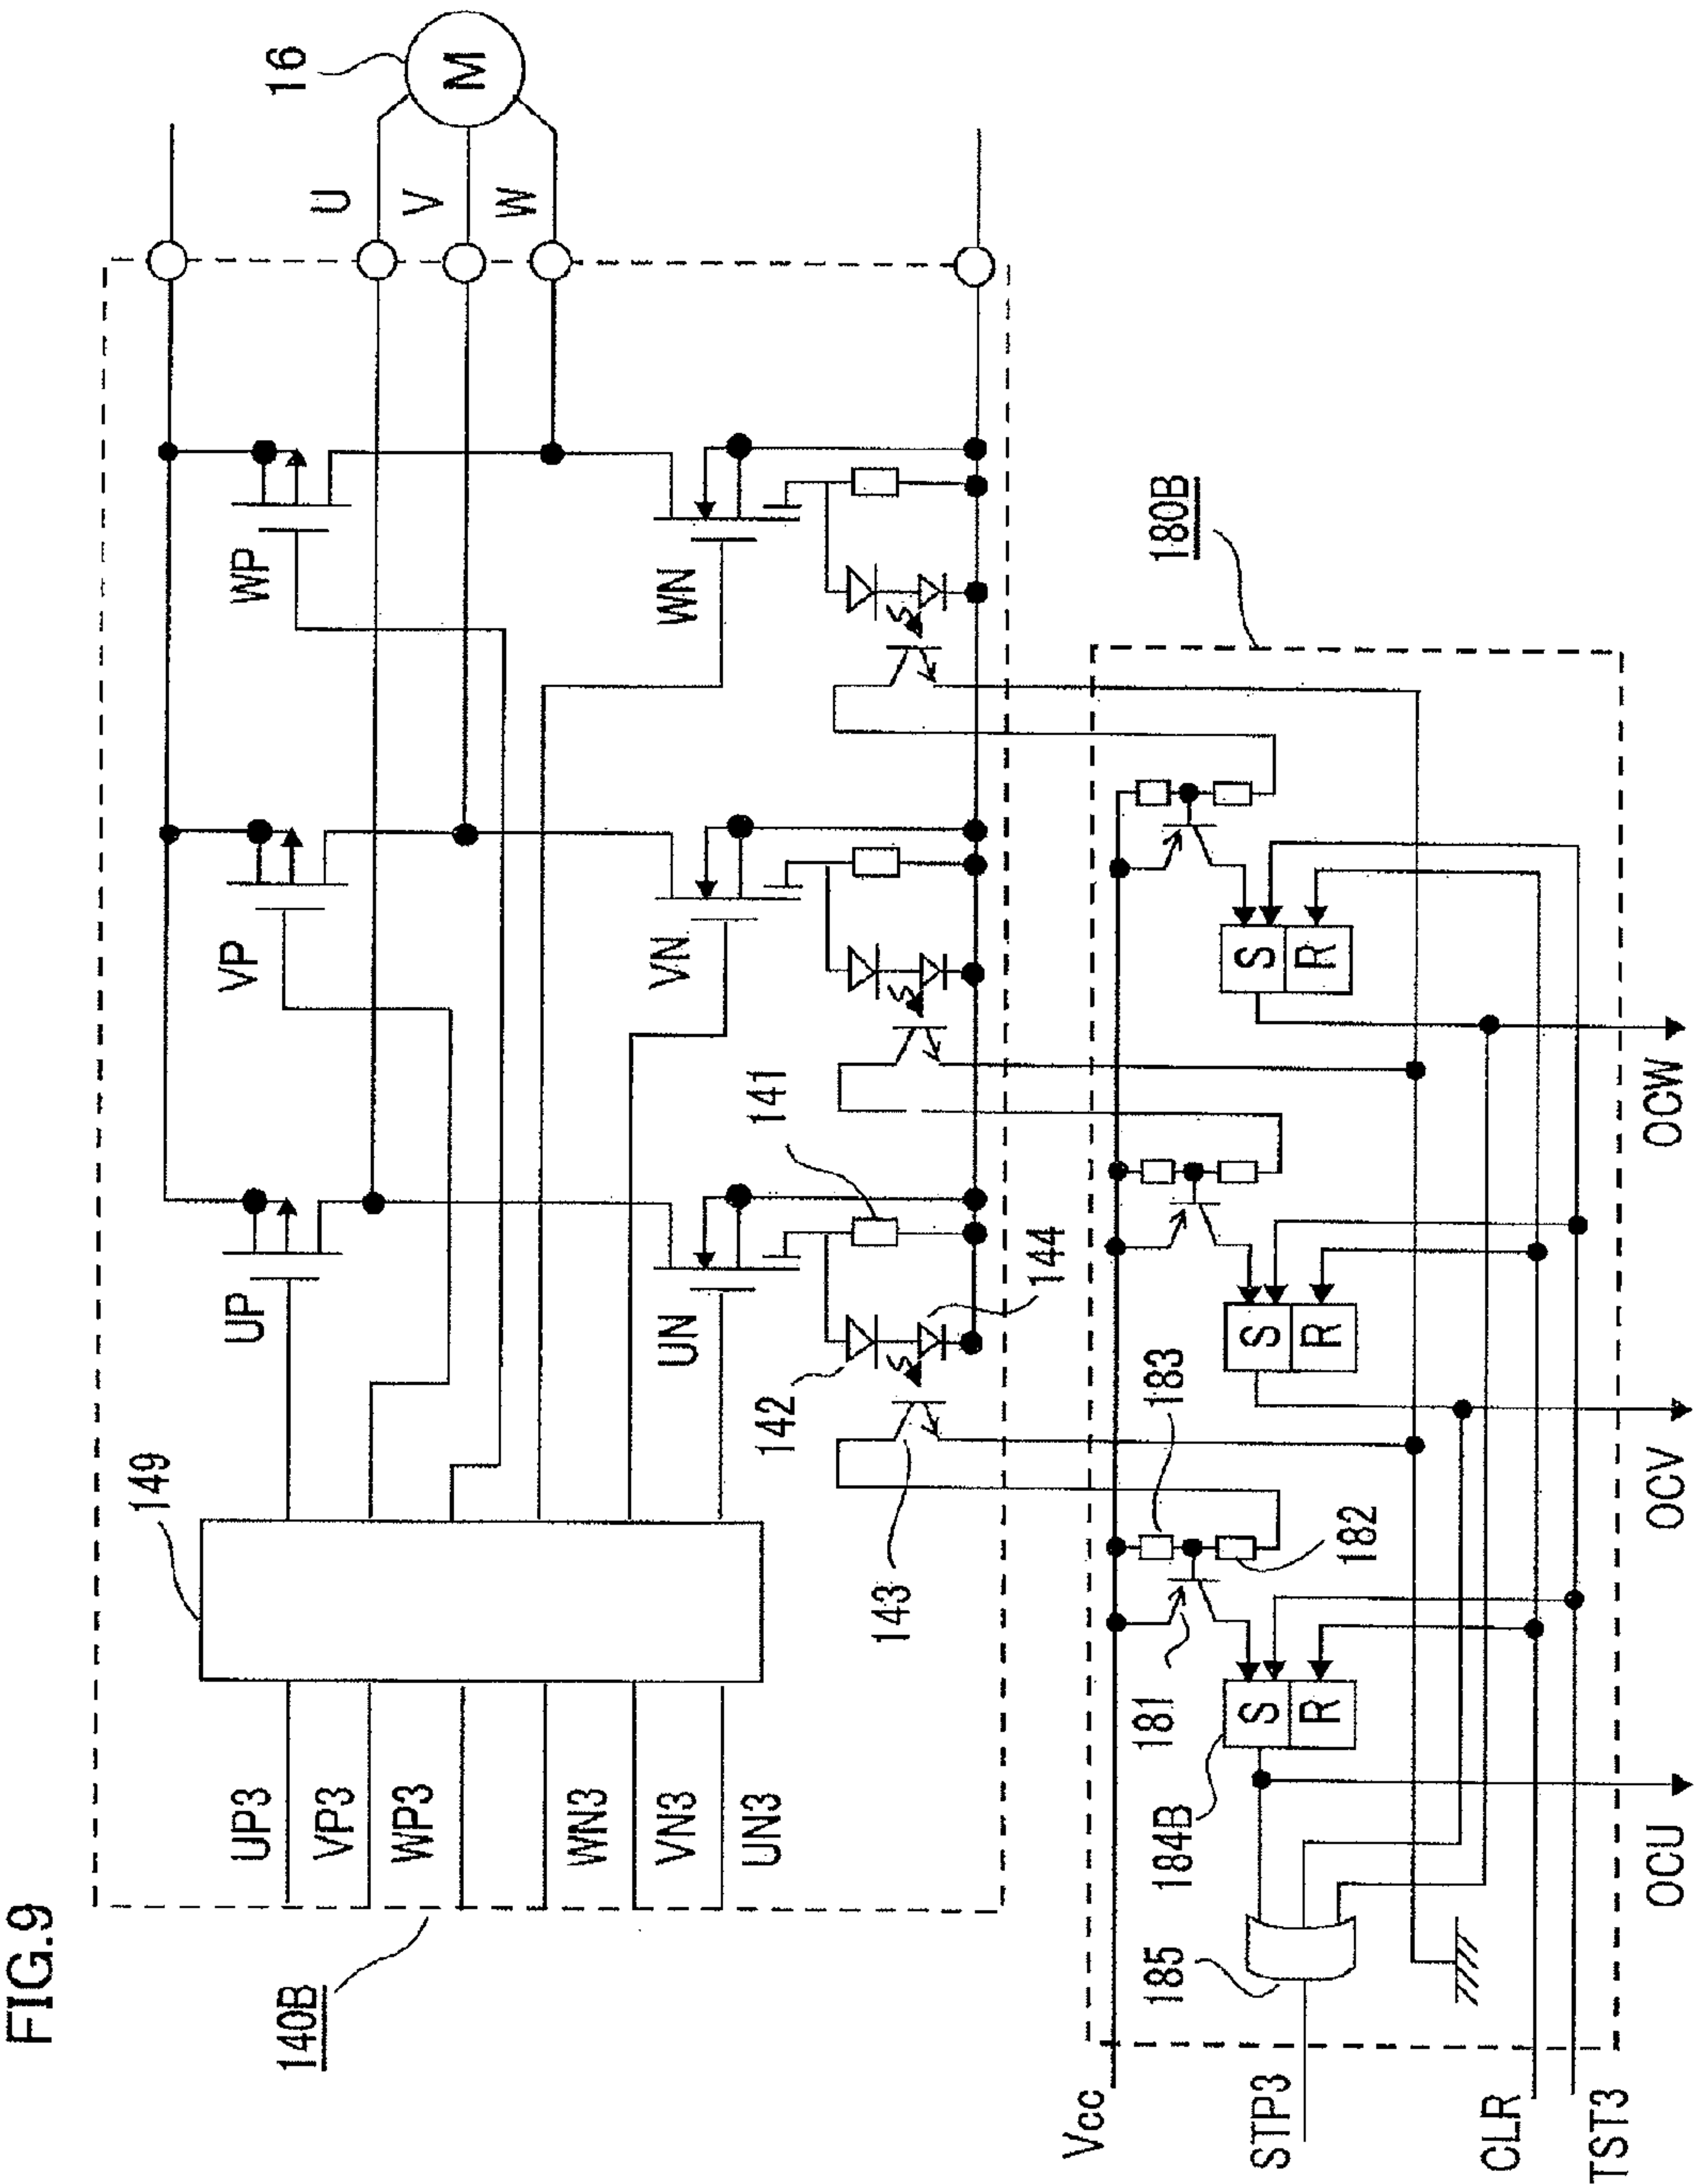 FIG.9
140B
149
UP3
VP3
WP3
WN3
VN3
UN3
UP
VP
WP
UN
VN
WN
141
142
143
144
U
V
W
16
M
180B
Vcc
STP3
CLR
TST3
185
184B
181
182
183
S
R
S
R
S
R
OCU
OCV
OCW